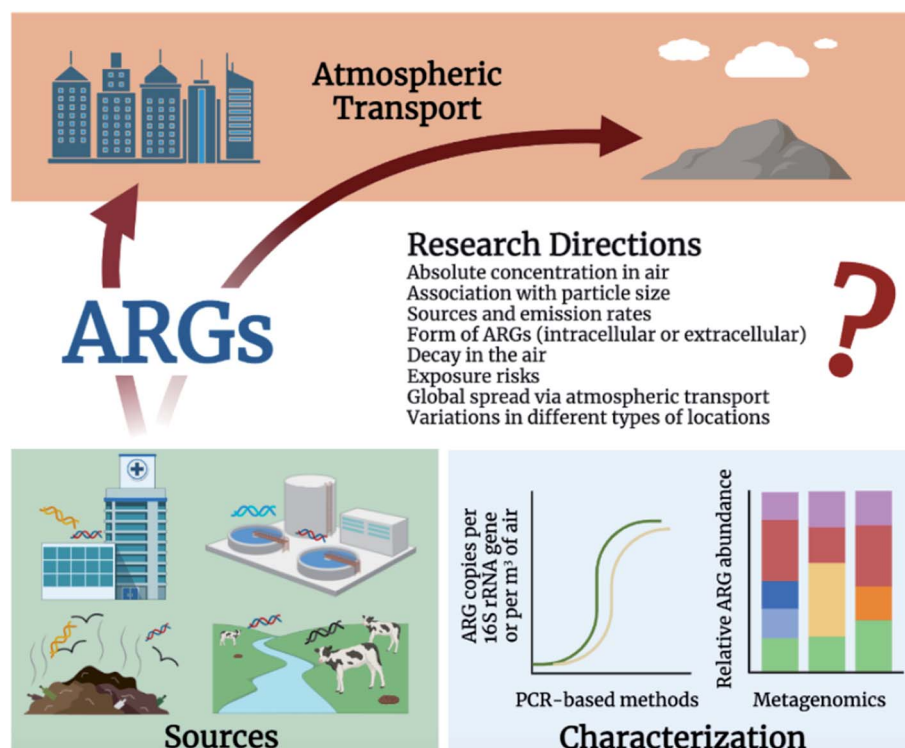 Atmospheric
Transport
ARGs
Research Directions
Absolute concentration in air
Association with particle size
Sources and emission rates
Form of ARGs (intracellular or extracellular)
Decay in the air
Exposure risks
Global spread via atmospheric transport
Variations in different types of locations
?
Sources
ARG copies per
16S rRNA gene
or per m³ of air
PCR-based methods
Relative ARG abundance
Metagenomics
Characterization